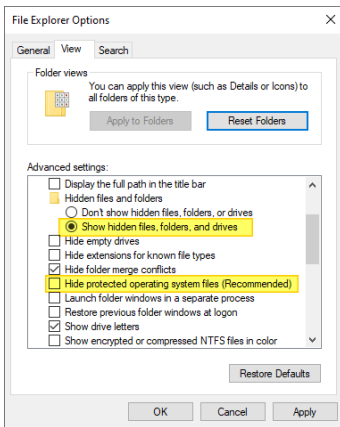 File Explorer Options
General View Search
Folder views
You can apply this view (such as Details or Icons) to
all folders of this type.
Apply to Folders Reset Folders
Advanced settings:
Display the full path in the title bar
Hidden files and folders
Don't show hidden files, folders, or drives
Show hidden files, folders, and drives
Hide empty drives
Hide extensions for known file types
Hide folder merge conflicts
Hide protected operating system files (Recommended)
Launch folder windows in a separate process
Restore previous folder windows at logon
Show drive letters
Show encrypted or compressed NTFS files in color
Restore Defaults
OK Cancel Apply